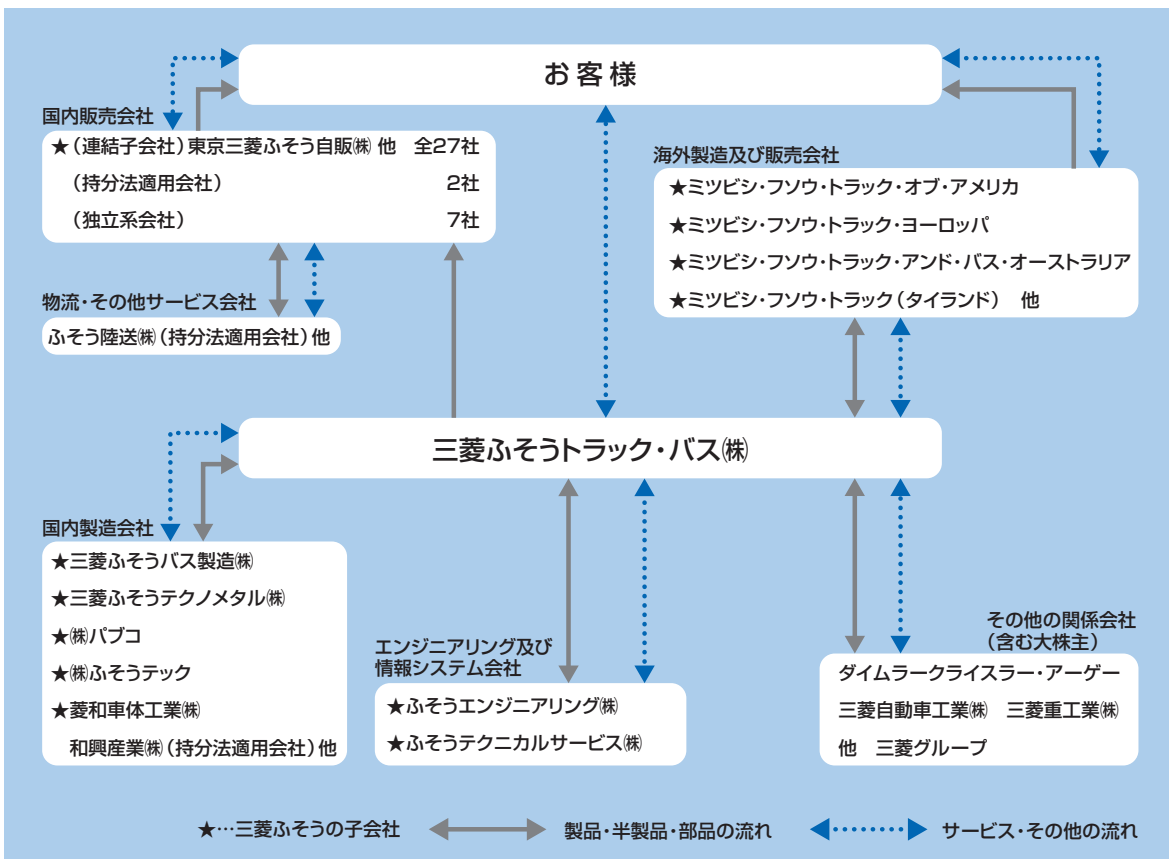 お客様
国内販売会社
★（連結子会社）東京三菱ふそう自販㈱ 他　全27社
（持分法適用会社）　2社
（独立系会社）　7社
海外製造及び販売会社
★ミツビシ・フソウ・トラック・オブ・アメリカ
★ミツビシ・フソウ・トラック・ヨーロッパ
★ミツビシ・フソウ・トラック・アンド・バス・オーストラリア
★ミツビシ・フソウ・トラック（タイランド）　他
物流・その他サービス会社
ふそう陸送㈱（持分法適用会社）他
三菱ふそうトラック・バス㈱
国内製造会社
★三菱ふそうバス製造㈱
★三菱ふそうテクノメタル㈱
★㈱パブコ
★㈱ふそうテック
★菱和車体工業㈱
和興産業㈱（持分法適用会社）他
エンジニアリング及び
情報システム会社
★ふそうエンジニアリング㈱
★ふそうテクニカルサービス㈱
その他の関係会社
（含む大株主）
ダイムラークライスラー・アーゲー
三菱自動車工業㈱　三菱重工業㈱
他　三菱グループ
★…三菱ふそうの子会社　製品・半製品・部品の流れ　サービス・その他の流れ